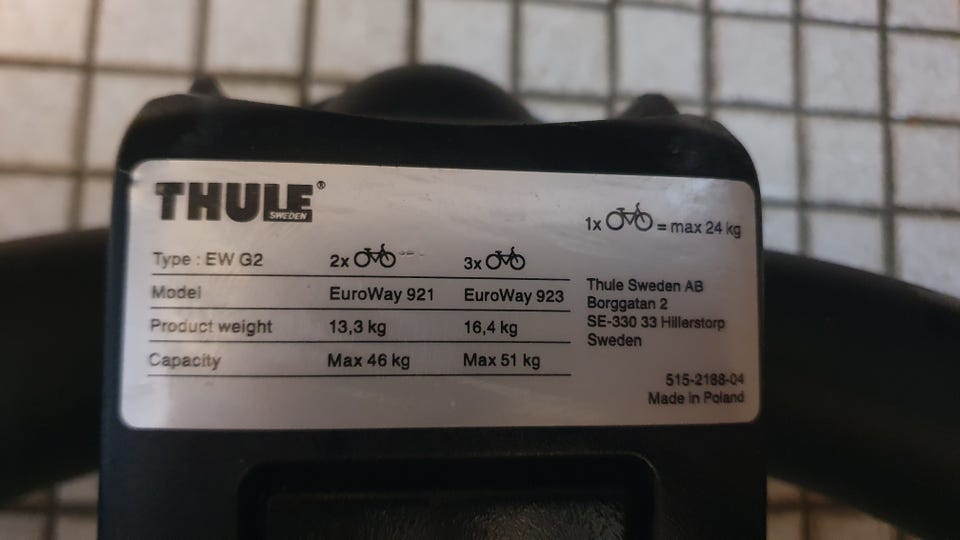 THULE®
SWEDEN
1x = max 24 kg
Type : EW G2 2x 3x
Model EuroWay 921 EuroWay 923
Product weight 13,3 kg 16,4 kg
Capacity Max 46 kg Max 51 kg
Thule Sweden AB
Borggatan 2
SE-330 33 Hillerstorp
Sweden
515-2188-04
Made in Poland